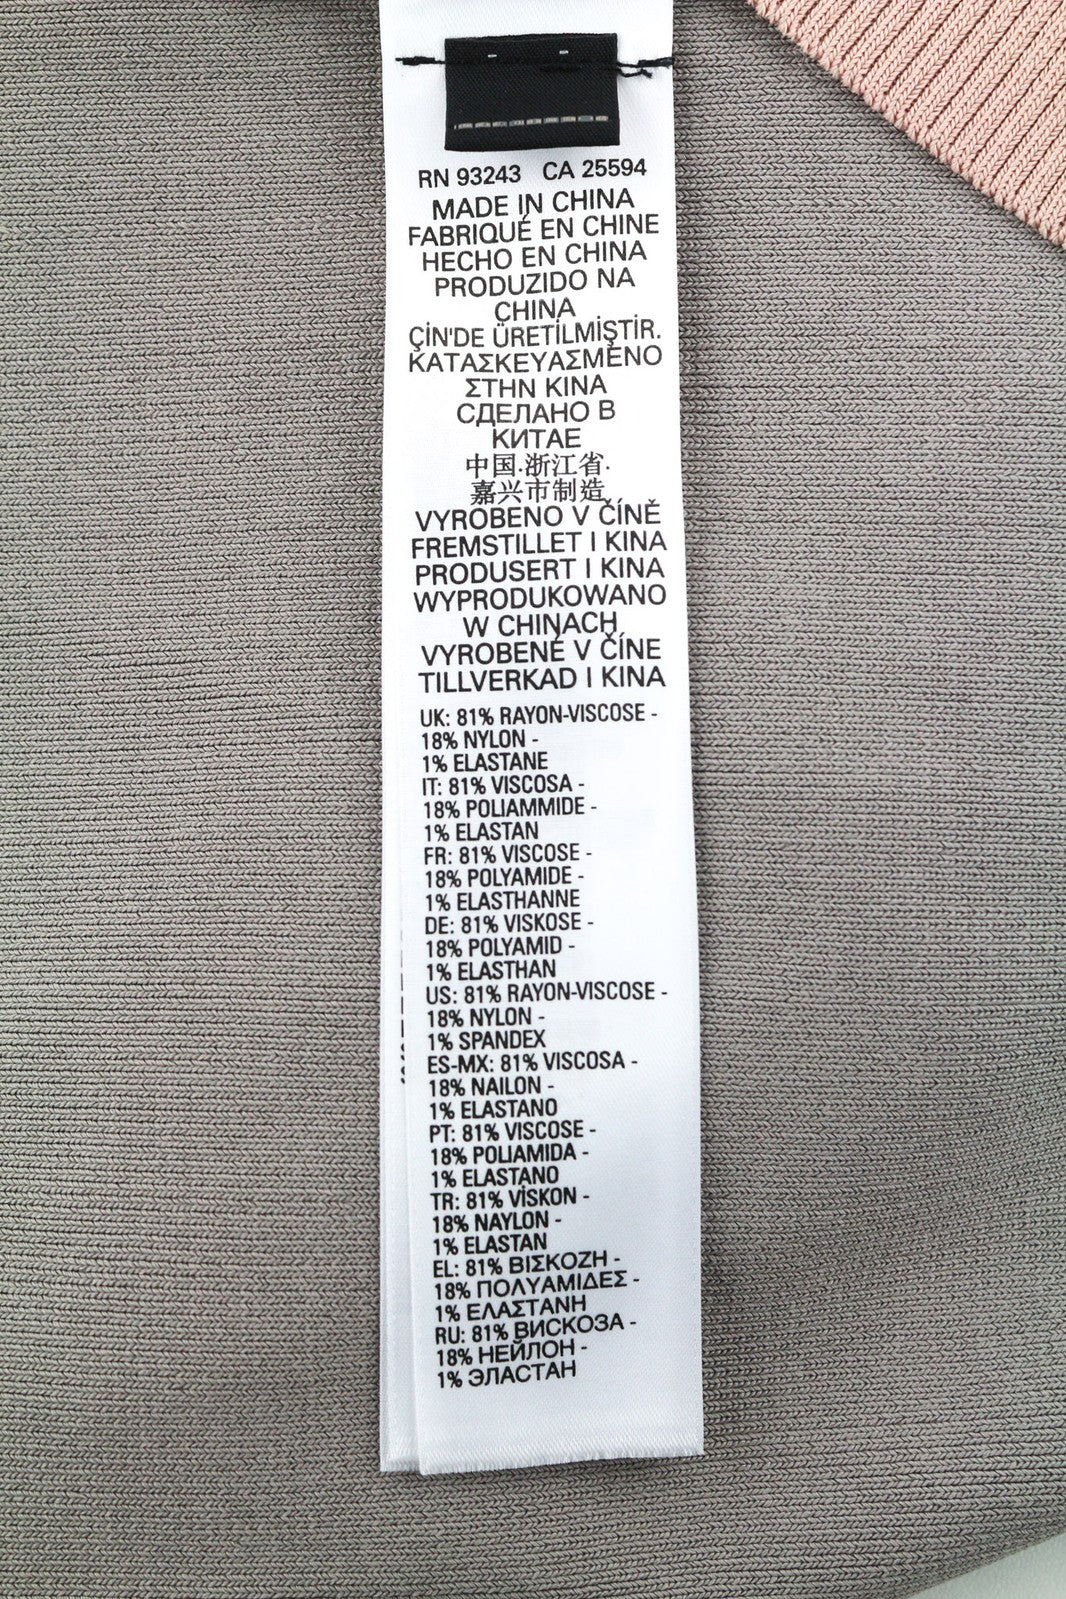 RN 93243 CA 25594
MADE IN CHINA
FABRIQUÉ EN CHINE
HECHO EN CHINA
PRODUZIDO NA
CHINA
ÇİN'DE ÜRETİLMİŞTİR.
ΚΑΤΑΣΚΕΥΑΣΜΕΝΟ
ΣΤΗΝ ΚΙΝΑ
СДЕЛАНО В
КИТАЕ
中国.浙江省.
嘉兴市制造
VYROBENO V ČÍNĚ
FREMSTILLET I KINA
PRODUSERT I KINA
WYPRODUKOWANO
W CHINACH
VYROBENÉ V ČÍNE
TILLVERKAD I KINA
UK: 81% RAYON-VISCOSE -
18% NYLON -
1% ELASTANE
IT: 81% VISCOSA -
18% POLIAMMIDE -
1% ELASTAN
FR: 81% VISCOSE -
18% POLYAMIDE -
1% ELASTHANNE
DE: 81% VISKOSE -
18% POLYAMID -
1% ELASTHAN
US: 81% RAYON-VISCOSE -
18% NYLON -
1% SPANDEX
ES-MX: 81% VISCOSA -
18% NAILON -
1% ELASTANO
PT: 81% VISCOSE -
18% POLIAMIDA -
1% ELASTANO
TR: 81% VİSKON -
18% NAYLON -
1% ELASTAN
EL: 81% ΒΙΣΚΟΖΗ -
18% ΠΟΛΥΑΜΙΔΕΣ -
1% ΕΛΑΣΤΑΝΗ
RU: 81% ВИСКОЗА -
18% НЕЙЛОН -
1% ЭЛАСТАН